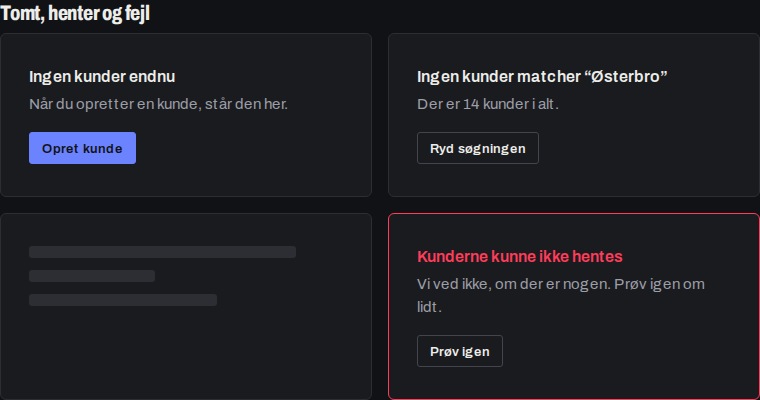 Tomt, henter og fejl
Ingen kunder endnu
Når du opretter en kunde, står den her.
Opret kunde
Ingen kunder matcher “Østerbro”
Der er 14 kunder i alt.
Ryd søgningen
Kunderne kunne ikke hentes
Vi ved ikke, om der er nogen. Prøv igen om
lidt.
Prøv igen